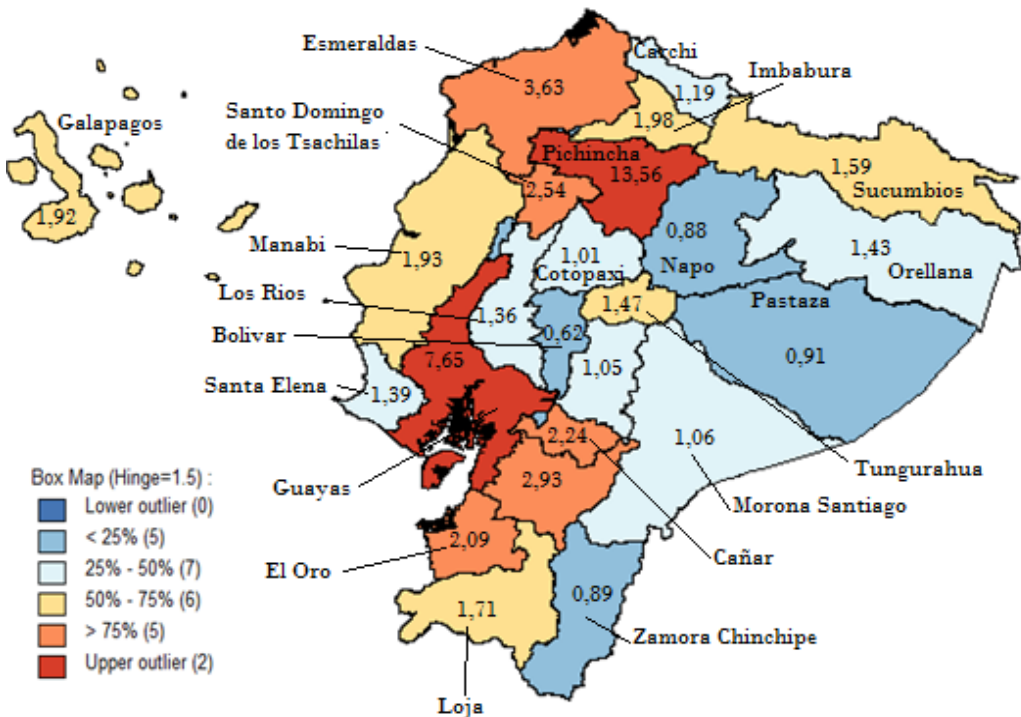 Esmeraldas
Carchi
Imbabura
3,63
1,19
1,98
Santo Domingo
de los Tsachilas
Galapagos
Pichincha
13,56
2,54
1,59
Sucumbios
1,92
0,88
Manabi
1,93
1,01
Cotopaxi
Napo
1,43
Orellana
Los Rios
1,36
1,47
Pastaza
Bolivar
0,62
7,65
1,05
0,91
Santa Elena
1,39
2,24
1,06
Tungurahua
Box Map (Hinge=1.5) :
Lower outlier (0)
< 25% (5)
25% - 50% (7)
50% - 75% (6)
> 75% (5)
Upper outlier (2)
Guayas
2,93
Morona Santiago
2,09
Cañar
El Oro
1,71
0,89
Zamora Chinchipe
Loja